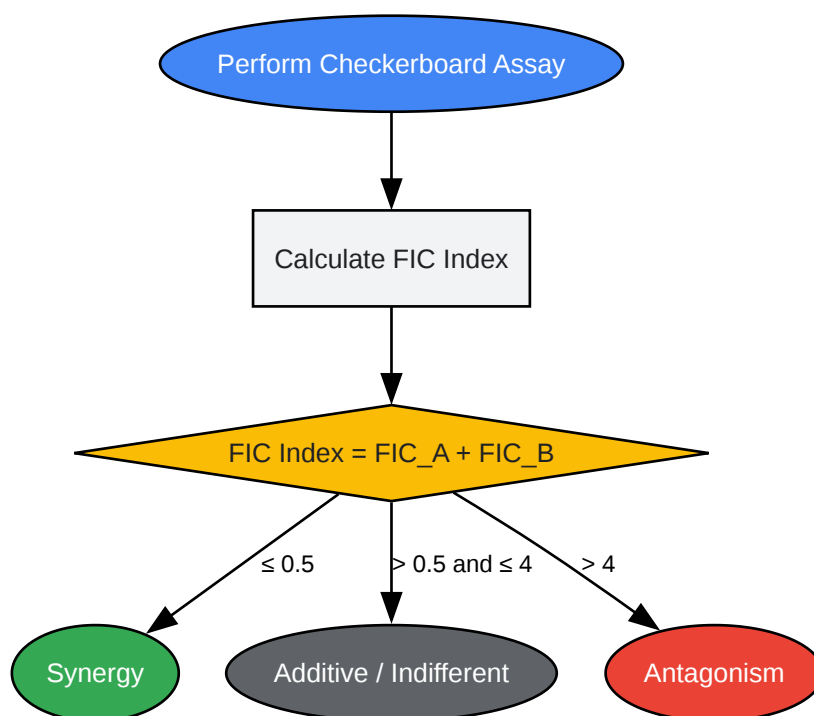 Perform Checkerboard Assay
Calculate FIC Index
FIC Index = FIC_A + FIC_B
≤ 0.5
> 0.5 and ≤ 4
> 4
Synergy
Additive / Indifferent
Antagonism